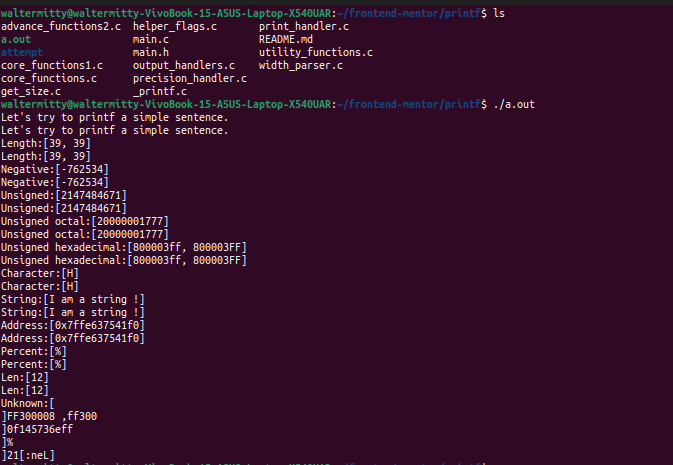 waltermitty@waltermitty-VivoBook-15-ASUS-Laptop-X540UAR:~/frontend-mentor/printf$ ls
advance_functions2.c helper_flags.c print_handler.c
a.out main.c README.md
attempt main.h utility_functions.c
core_functions1.c output_handlers.c width_parser.c
core_functions.c precision_handler.c
get_size.c _printf.c
waltermitty@waltermitty-VivoBook-15-ASUS-Laptop-X540UAR:~/frontend-mentor/printf$ ./a.out
Let's try to printf a simple sentence.
Let's try to printf a simple sentence.
Length:[39, 39]
Length:[39, 39]
Negative:[-762534]
Negative:[-762534]
Unsigned:[2147484671]
Unsigned:[2147484671]
Unsigned octal:[20000001777]
Unsigned octal:[20000001777]
Unsigned hexadecimal:[800003ff, 800003FF]
Unsigned hexadecimal:[800003ff, 800003FF]
Character:[H]
Character:[H]
String:[I am a string !]
String:[I am a string !]
Address:[0x7ffe637541f0]
Address:[0x7ffe637541f0]
Percent:[%]
Percent:[%]
Len:[12]
Len:[12]
Unknown:[
]FF300008 ,ff300
]0f145736eff
]%
]21[:neL]